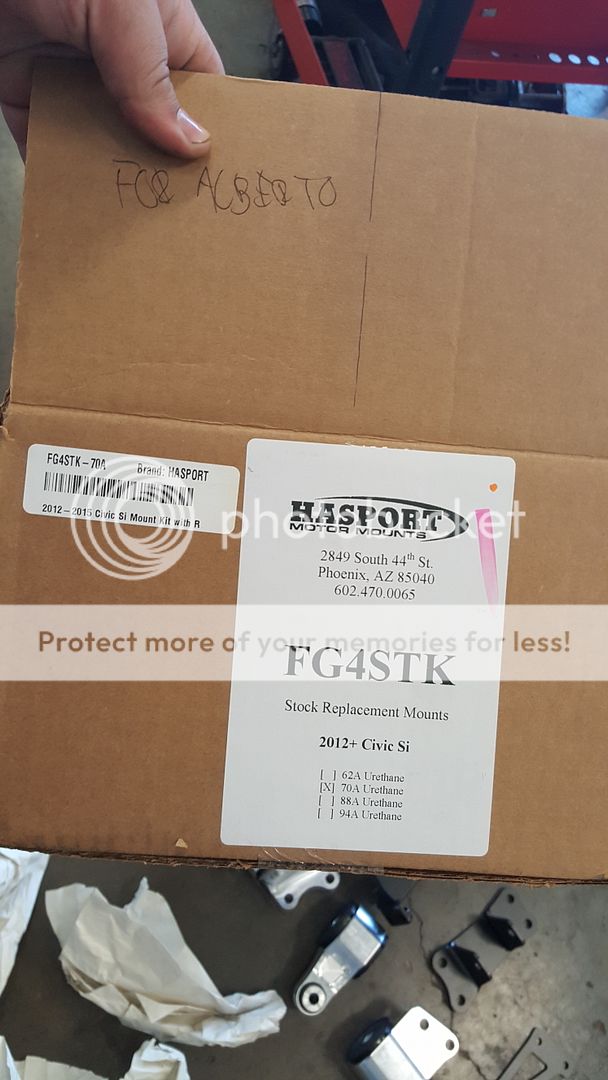 FOR ALBERTO
FG4STK-70A Brand: HASPORT
2012-2015 Civic Si Mount Kit with R
HASPORT
MOTOR MOUNTS
2849 South 44th St.
Phoenix, AZ 85040
602.470.0065
photobucket
Protect more of your memories for less!
FG4STK
Stock Replacement Mounts
2012+ Civic Si
[ ] 62A Urethane
[X] 70A Urethane
[ ] 88A Urethane
[ ] 94A Urethane